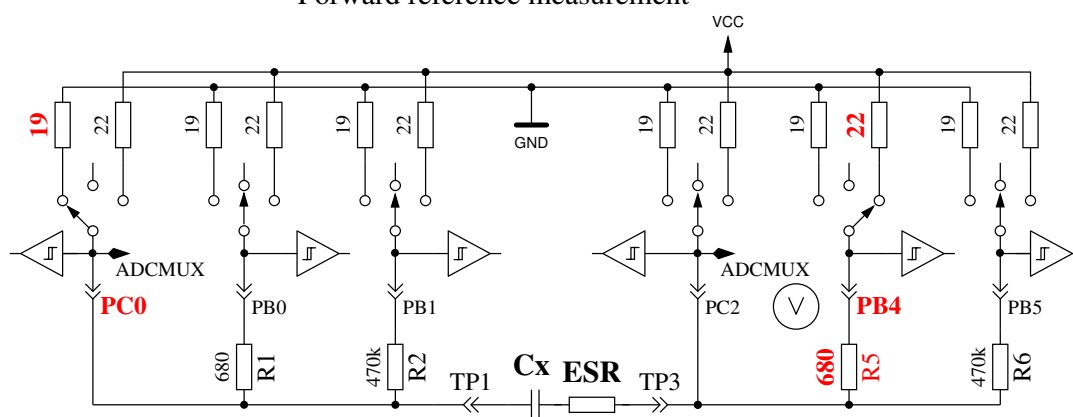 Forward reference measurement
VCC
19
22
19
22
19
22
GND
19
22
19
22
19
22
ADCMUX
ADCMUX
PC0
PB0
PB1
PC2
V
PB4
PB5
680
R1
470k
R2
680
R5
470k
R6
TP1
Cx
ESR
TP3